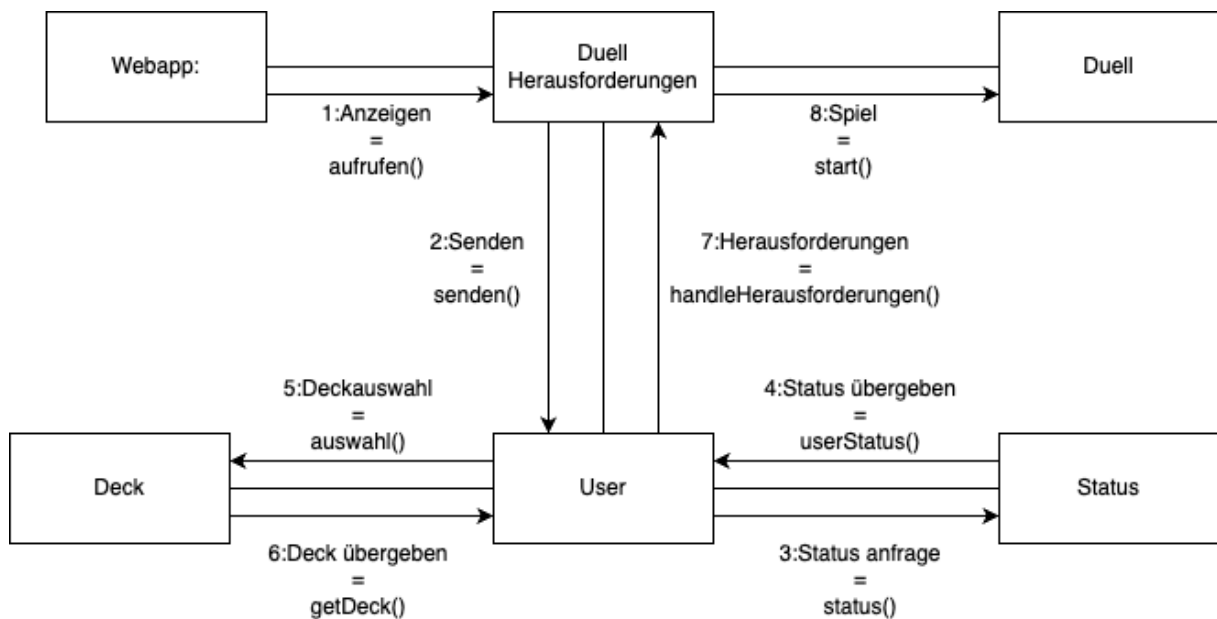 Webapp:
Duell
Herausforderungen
Duell
1:Anzeigen
=
aufrufen()
8:Spiel
=
start()
2:Senden
=
senden()
7:Herausforderungen
=
handleHerausforderungen()
5:Deckauswahl
=
auswahl()
4:Status übergeben
=
userStatus()
Deck
User
Status
6:Deck übergeben
=
getDeck()
3:Status anfrage
=
status()